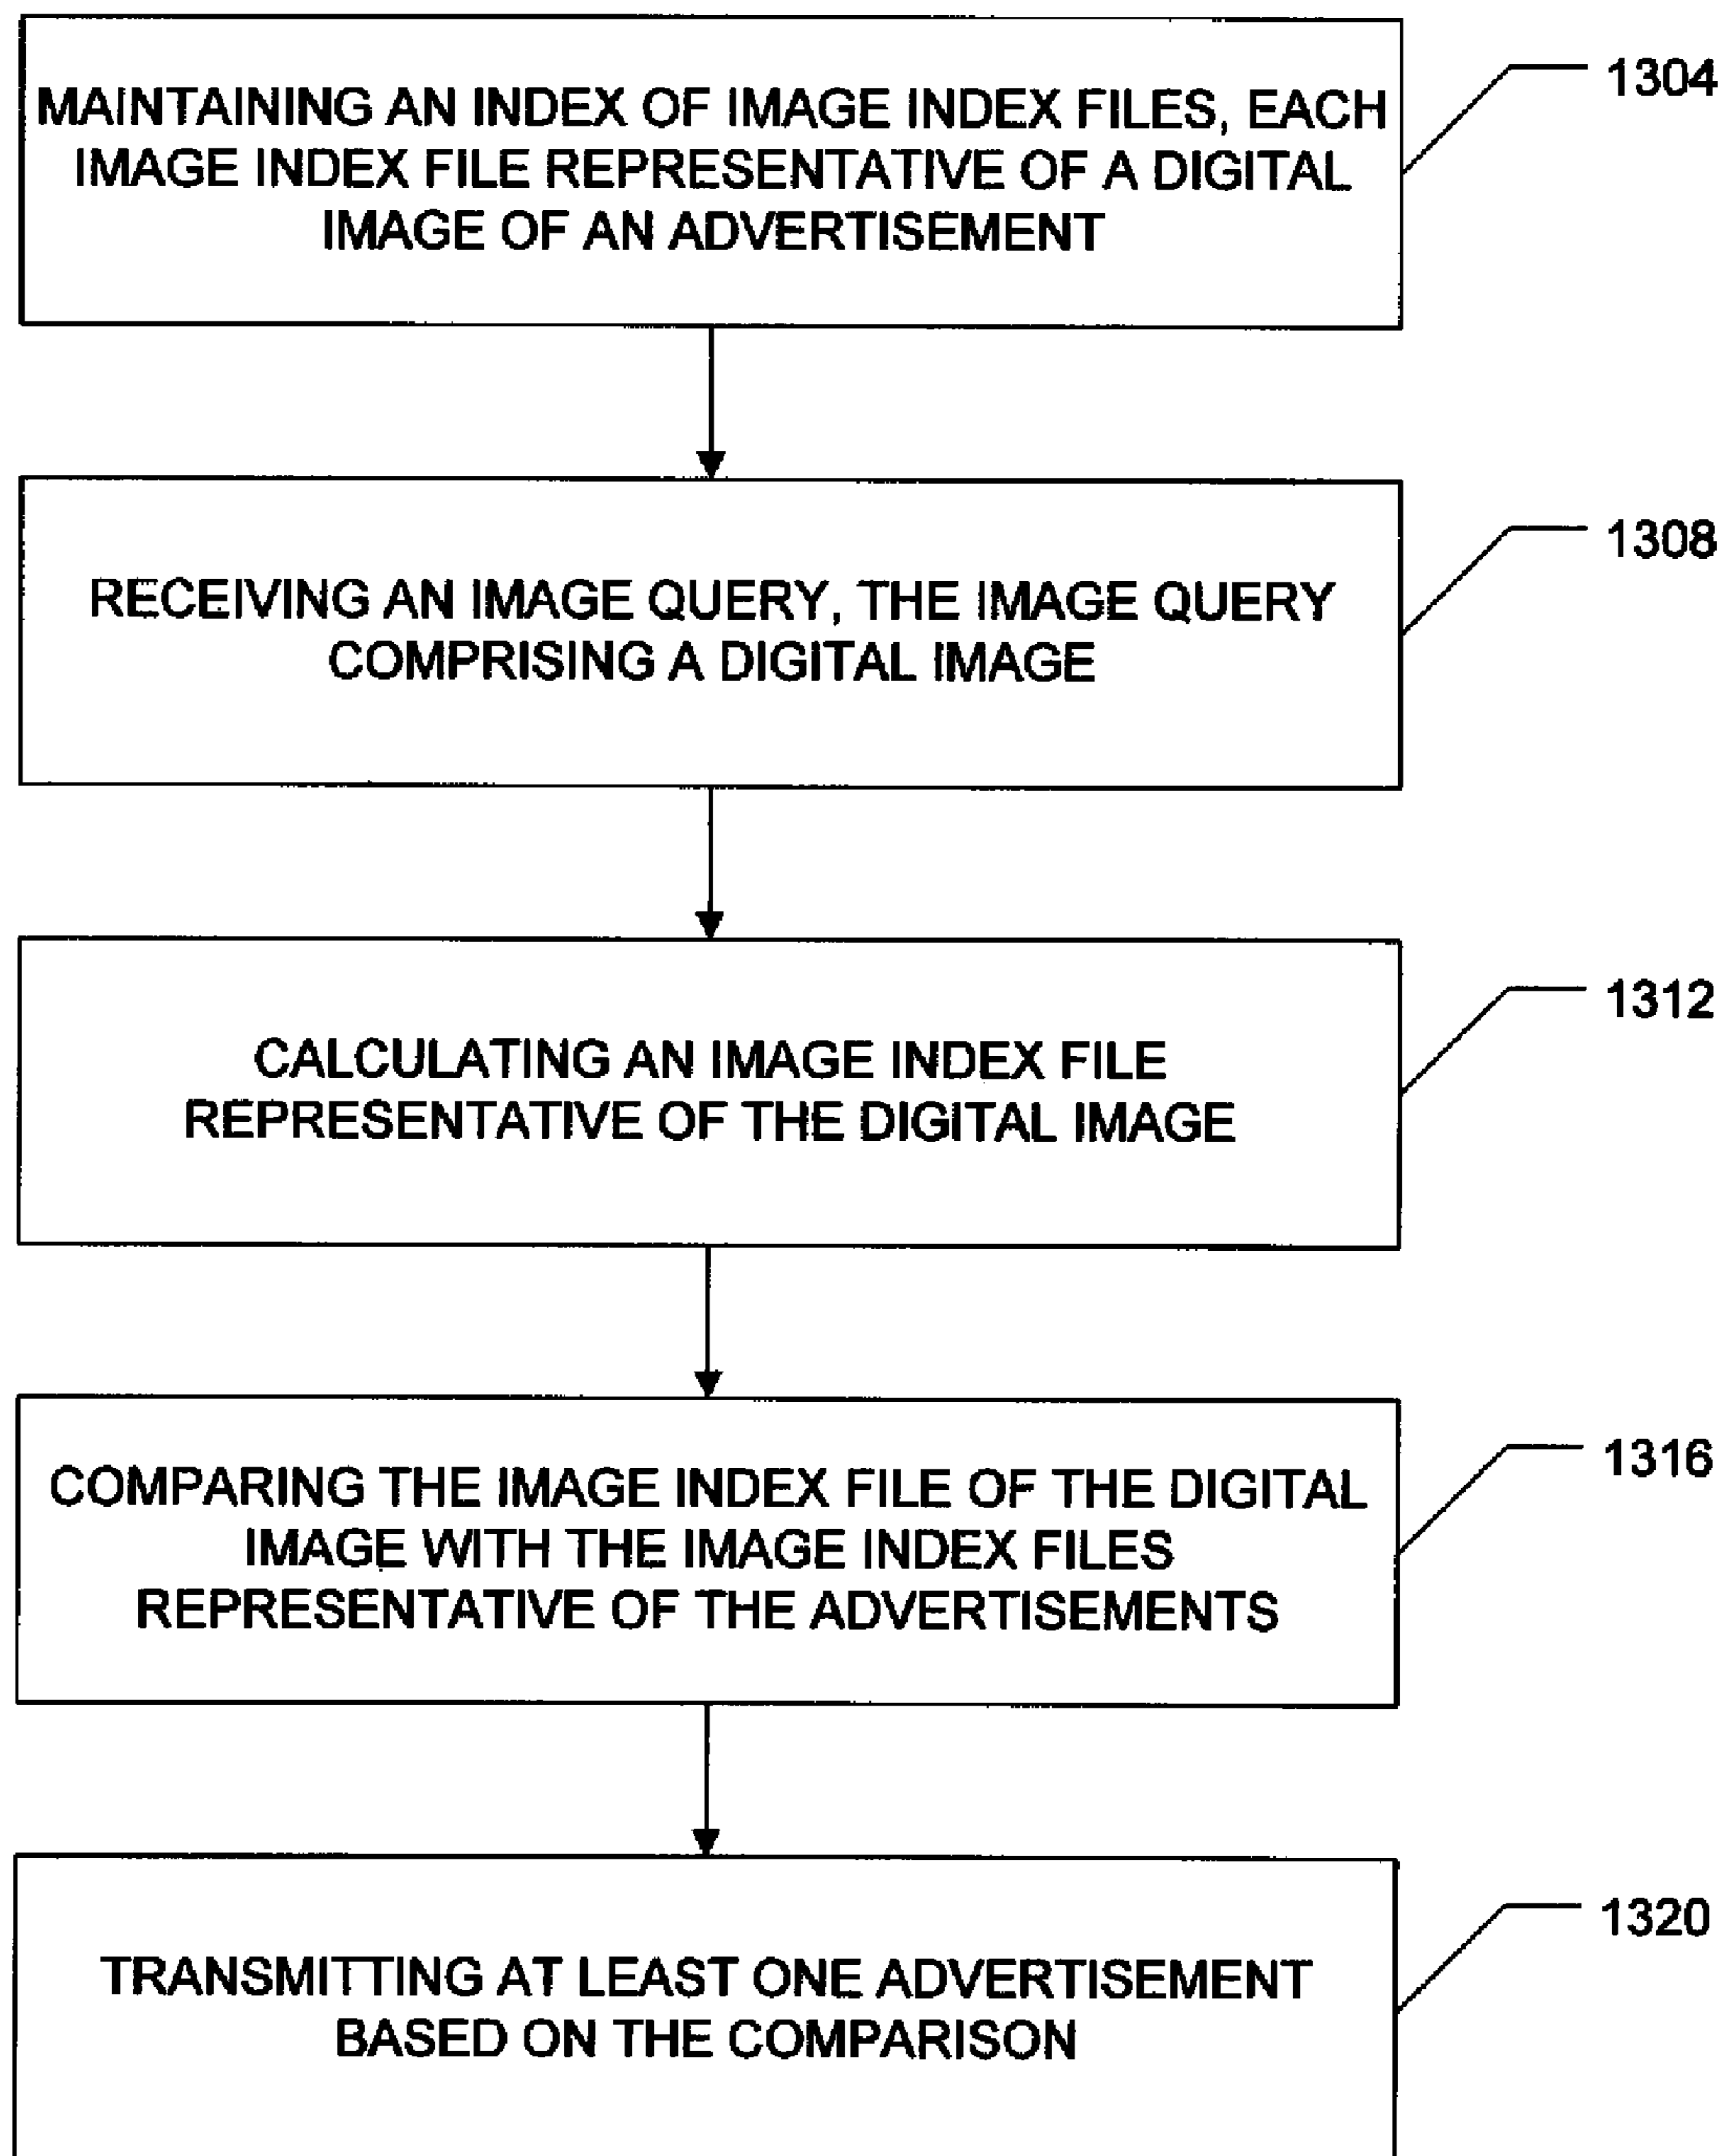 MAINTAINING AN INDEX OF IMAGE INDEX FILES, EACH
IMAGE INDEX FILE REPRESENTATIVE OF A DIGITAL
IMAGE OF AN ADVERTISEMENT
1304
RECEIVING AN IMAGE QUERY, THE IMAGE QUERY
COMPRISING A DIGITAL IMAGE
1308
CALCULATING AN IMAGE INDEX FILE
REPRESENTATIVE OF THE DIGITAL IMAGE
1312
COMPARING THE IMAGE INDEX FILE OF THE DIGITAL
IMAGE WITH THE IMAGE INDEX FILES
REPRESENTATIVE OF THE ADVERTISEMENTS
1316
TRANSMITTING AT LEAST ONE ADVERTISEMENT
BASED ON THE COMPARISON
1320